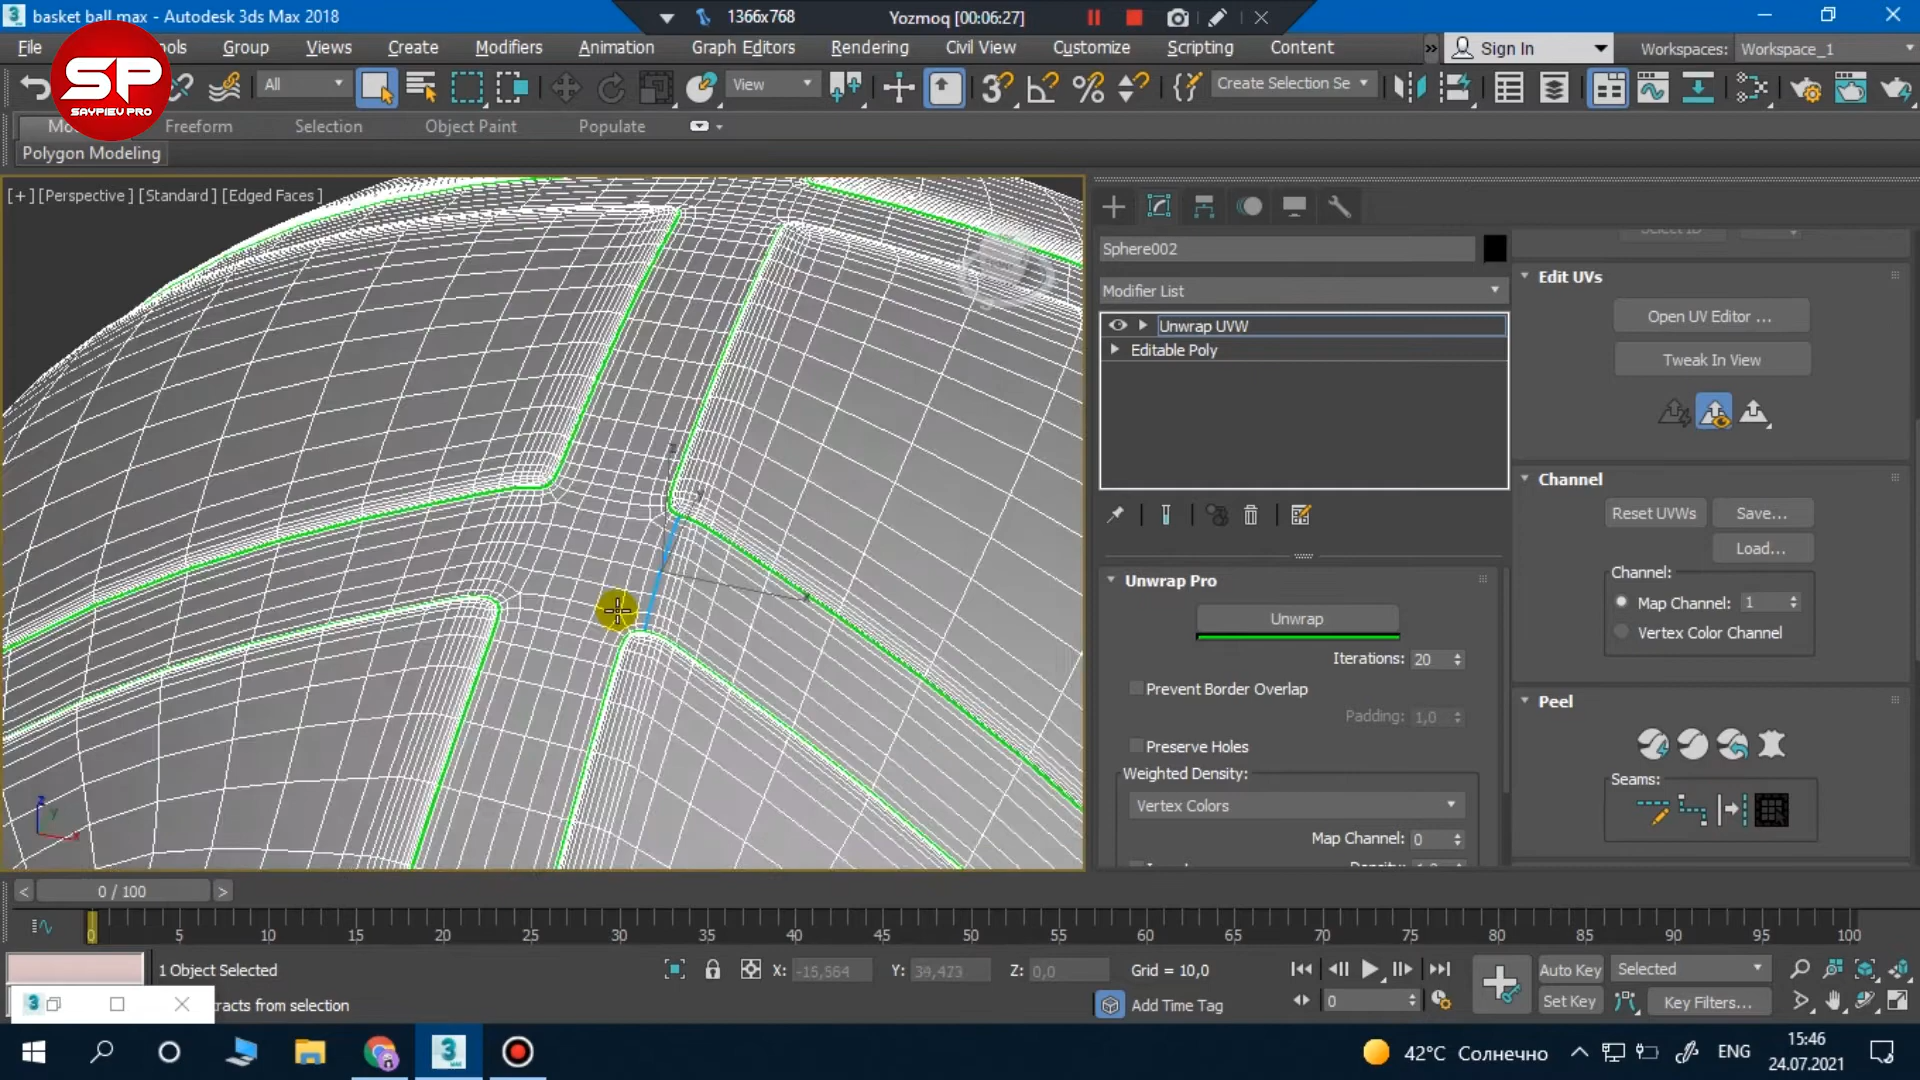 basket ball.max - Autodesk 3ds Max 2018
1366x768
Yozmoq [00:06:27]
File
ools
Group
Views
Create
Modifiers
Animation
Graph Editors
Rendering
Civil View
Customize
Scripting
Content
Sign In
Workspaces: Workspace_1
SP
SAYPIEV PRO
All
View
Create Selection Se
Freeform
Selection
Object Paint
Populate
Polygon Modeling
[+] [Perspective ] [Standard ] [Edged Faces ]
Sphere002
Modifier List
Unwrap UVW
Editable Poly
Unwrap Pro
Unwrap
Iterations: 20
Prevent Border Overlap
Padding: 1,0
Preserve Holes
Weighted Density:
Vertex Colors
Map Channel: 0
Edit UVs
Open UV Editor ...
Tweak In View
Channel
Reset UVWs
Save...
Load...
Channel:
Map Channel: 1
Vertex Color Channel
Peel
Seams:
0 / 100
0 5 10 15 20 25 30 35 40 45 50 55 60 65 70 75 80 85 90 95 100
1 Object Selected
X: -15,564
Y: 39,473
Z: 0,0
Grid = 10,0
Auto Key
Selected
racts from selection
Add Time Tag
0
Set Key
Key Filters...
42°C Солнечно
ENG
15:46
24.07.2021